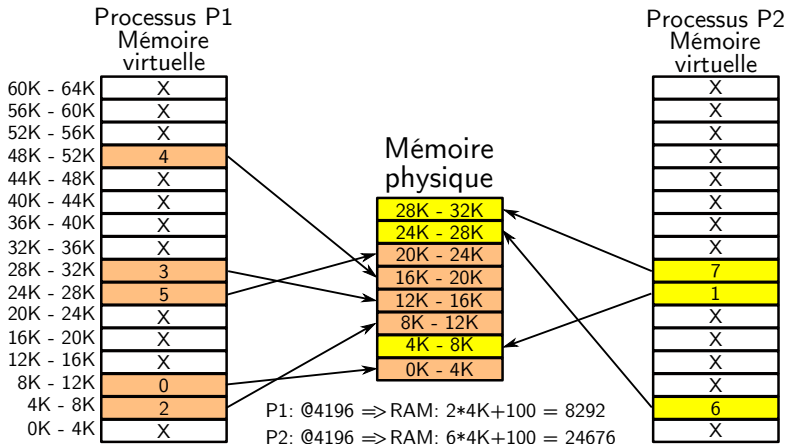 Processus P1
Mémoire
virtuelle
60K - 64K X
56K - 60K X
52K - 56K X
48K - 52K 4
44K - 48K X
40K - 44K X
36K - 40K X
32K - 36K X
28K - 32K 3
24K - 28K 5
20K - 24K X
16K - 20K X
12K - 16K X
8K - 12K 0
4K - 8K 2
0K - 4K X
Mémoire
physique
28K - 32K
24K - 28K
20K - 24K
16K - 20K
12K - 16K
8K - 12K
4K - 8K
0K - 4K
P1: @4196 => RAM: 2*4K+100 = 8292
P2: @4196 => RAM: 6*4K+100 = 24676
Processus P2
Mémoire
virtuelle
X
X
X
X
X
X
X
X
7
1
X
X
X
X
6
X